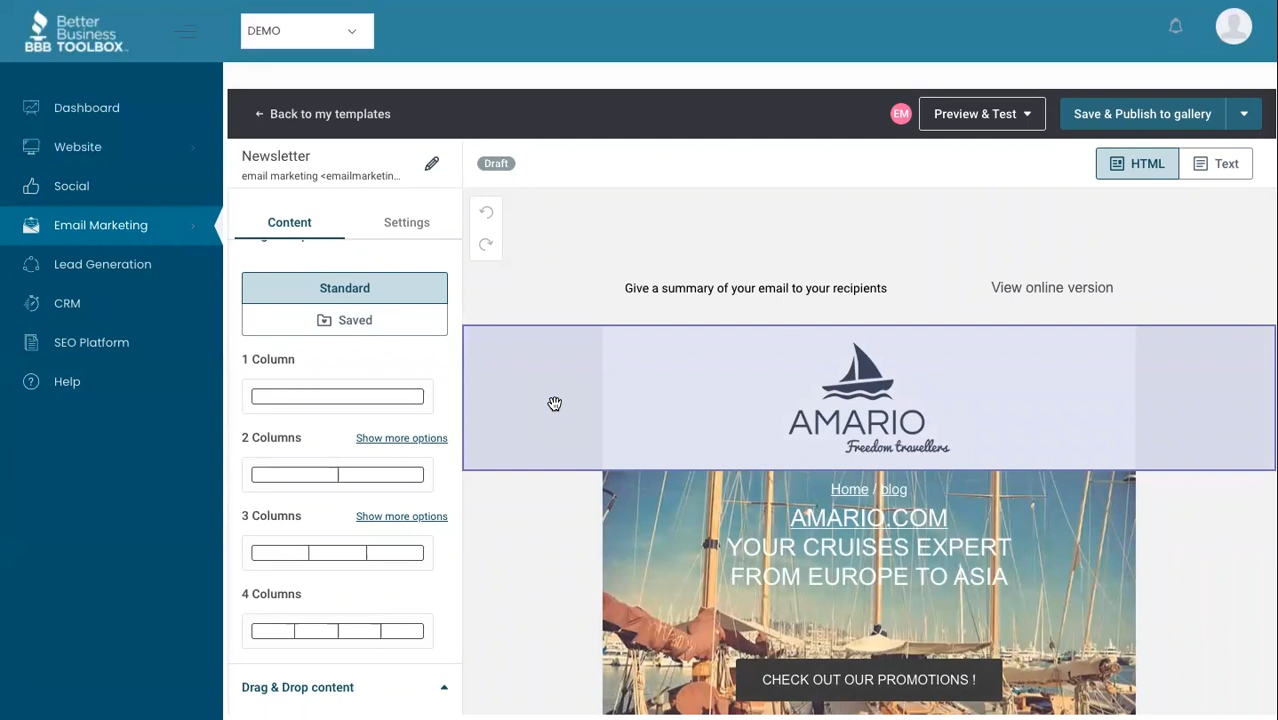 Better
Business
BBB TOOLBOX
DEMO
Dashboard
Website
Social
Email Marketing
Lead Generation
CRM
SEO Platform
Help
← Back to my templates
EM
Preview & Test
Save & Publish to gallery
Newsletter
email marketing <emailmarketin...
Draft
HTML
Text
Content
Settings
Standard
Saved
1 Column
2 Columns
Show more options
3 Columns
Show more options
4 Columns
Drag & Drop content
Give a summary of your email to your recipients
View online version
AMARIO
Freedom travellers
Home / blog
AMARIO.COM
YOUR CRUISES EXPERT
FROM EUROPE TO ASIA
CHECK OUT OUR PROMOTIONS !